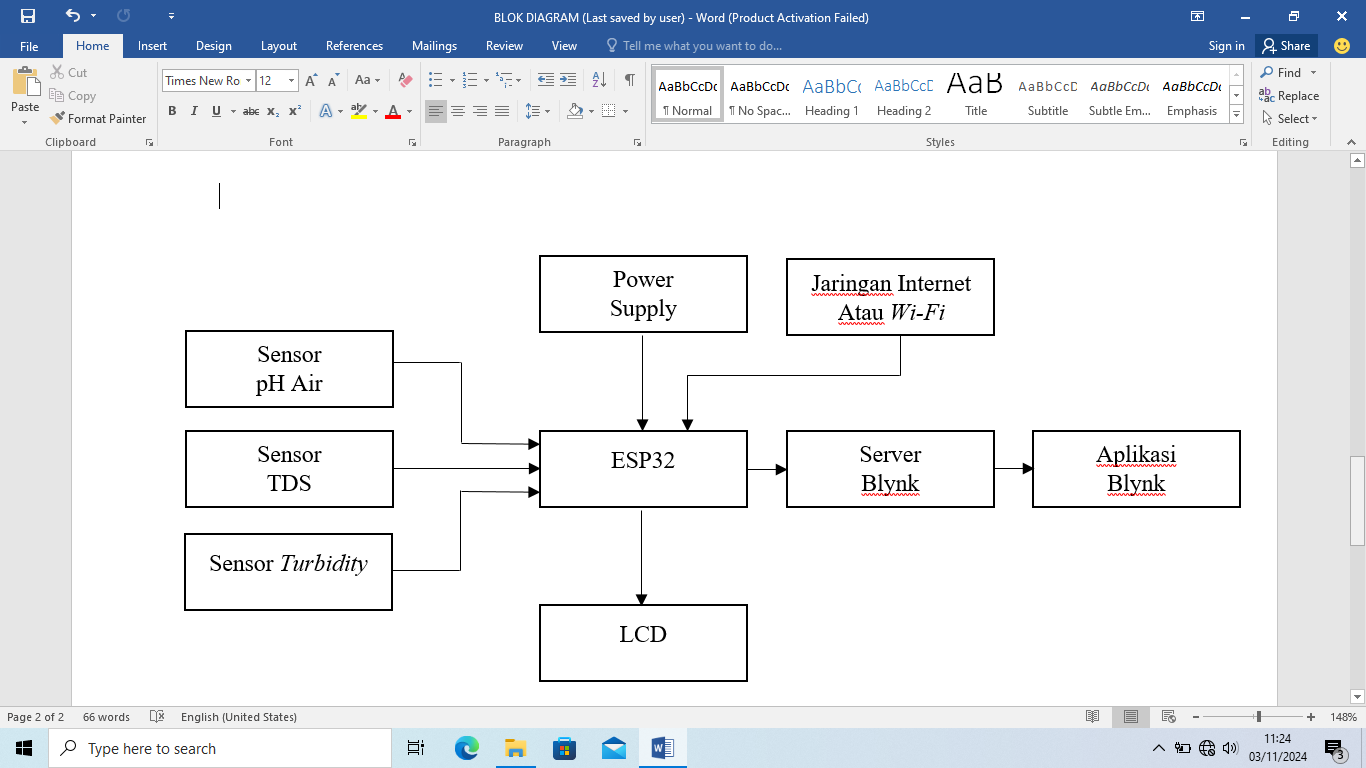 BLOK DIAGRAM (Last saved by user) - Word (Product Activation Failed)
File Home Insert Design Layout References Mailings Review View Tell me what you want to do... Sign in Share
Paste
Cut
Copy
Format Painter
Times New Ro 12
AaBbCcDc AaBbCcDc AaBbCc AaBbCcD AaB AaBbCcD AaBbCcDc AaBbCcDc
¶ Normal ¶ No Spac... Heading 1 Heading 2 Title Subtitle Subtle Em... Emphasis
Find
Replace
Select
Clipboard Font Paragraph Styles Editing
Power
Supply
Jaringan Internet
Atau Wi-Fi
Sensor
pH Air
Sensor
TDS
Sensor Turbidity
ESP32
Server
Blynk
Aplikasi
Blynk
LCD
Page 2 of 2 66 words English (United States) 148%
Type here to search
11:24
03/11/2024
3